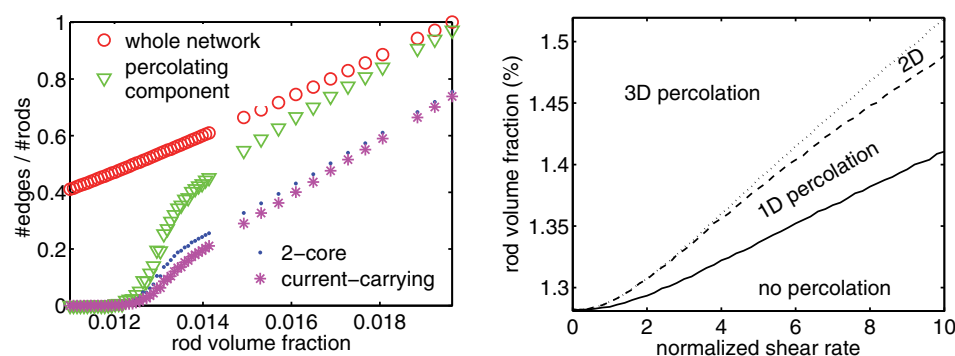 1
0.8
0.6
0.4
0.2
0
#edges / #rods
whole network
percolating
component
2-core
current-carrying
0.012
0.014
0.016
0.018
rod volume fraction
1.5
1.45
1.4
1.35
1.3
rod volume fraction (%)
3D percolation
2D
1D percolation
no percolation
0
2
4
6
8
10
normalized shear rate